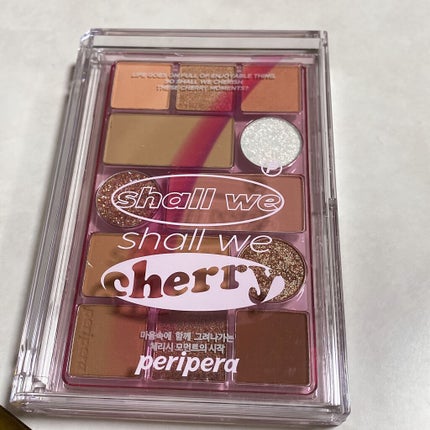 LIFE GOES ON FULL OF ENJOYABLE THING,
SO SHALL WE CHERISH
THESE CHERRY MOMENTS?
shall we
shall we
cherry
마음속에 함께 그려나가는
체리시 모먼트의 시작
peripera